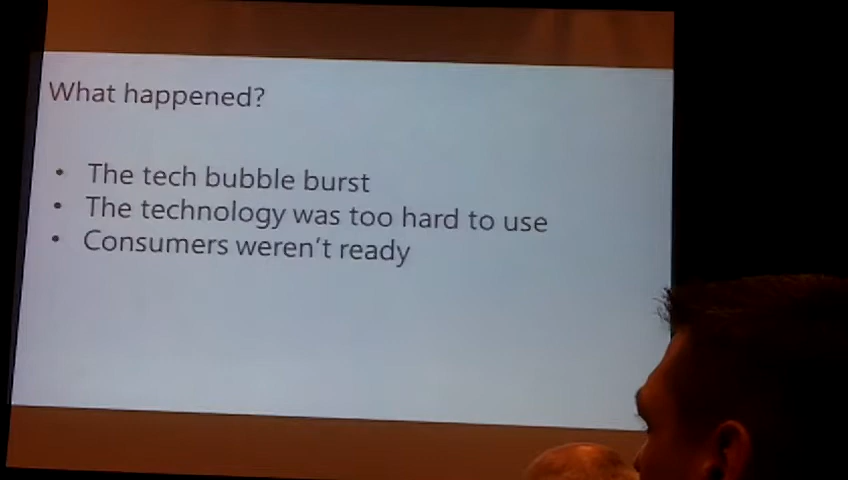 What happened?
• The tech bubble burst
• The technology was too hard to use
• Consumers weren't ready